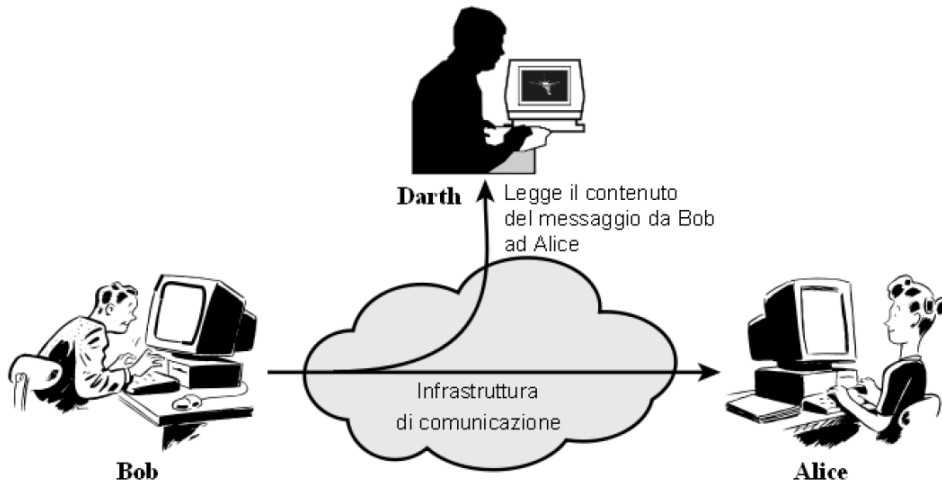 Darth
Legge il contenuto
del messaggio da Bob
ad Alice
Infrastruttura
di comunicazione
Bob
Alice